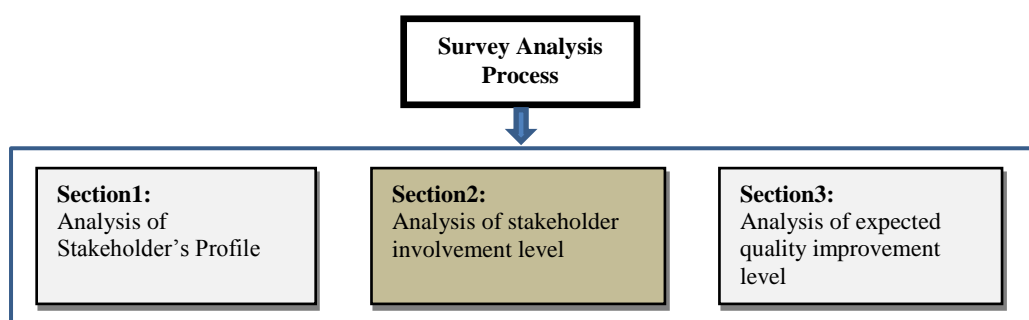 Survey Analysis
Process
Section1:
Analysis of
Stakeholder’s Profile
Section2:
Analysis of stakeholder
involvement level
Section3:
Analysis of expected
quality improvement
level